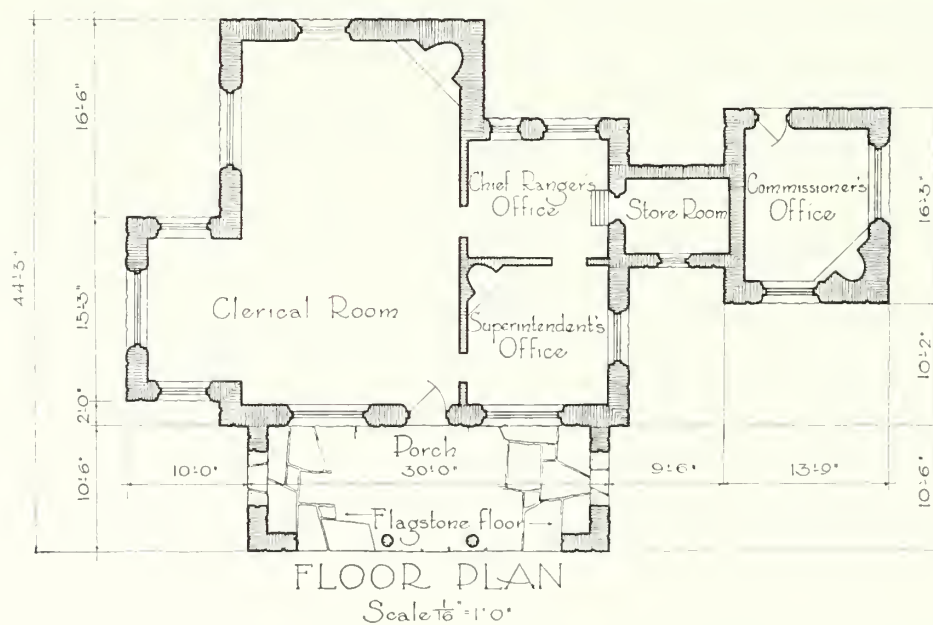 16'-6"
Chief Ranger's
Office
Store Room
Commissioner's
Office
16'-3"
44'-3"
15'-3"
Clerical Room
Superintendent's
Office
10'-2"
2'-0"
Porch
10'-6"
10'-0"
30'-0"
9'-6"
13'-9"
10'-6"
Flagstone floor
FLOOR PLAN
Scale 1/16"=1'-0"